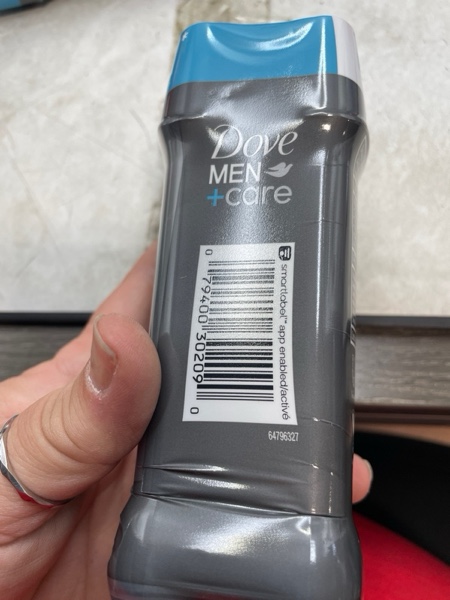 Dove
MEN
+care
smartlabel™ app enabled/activé
0 79400 30209 0
64796327